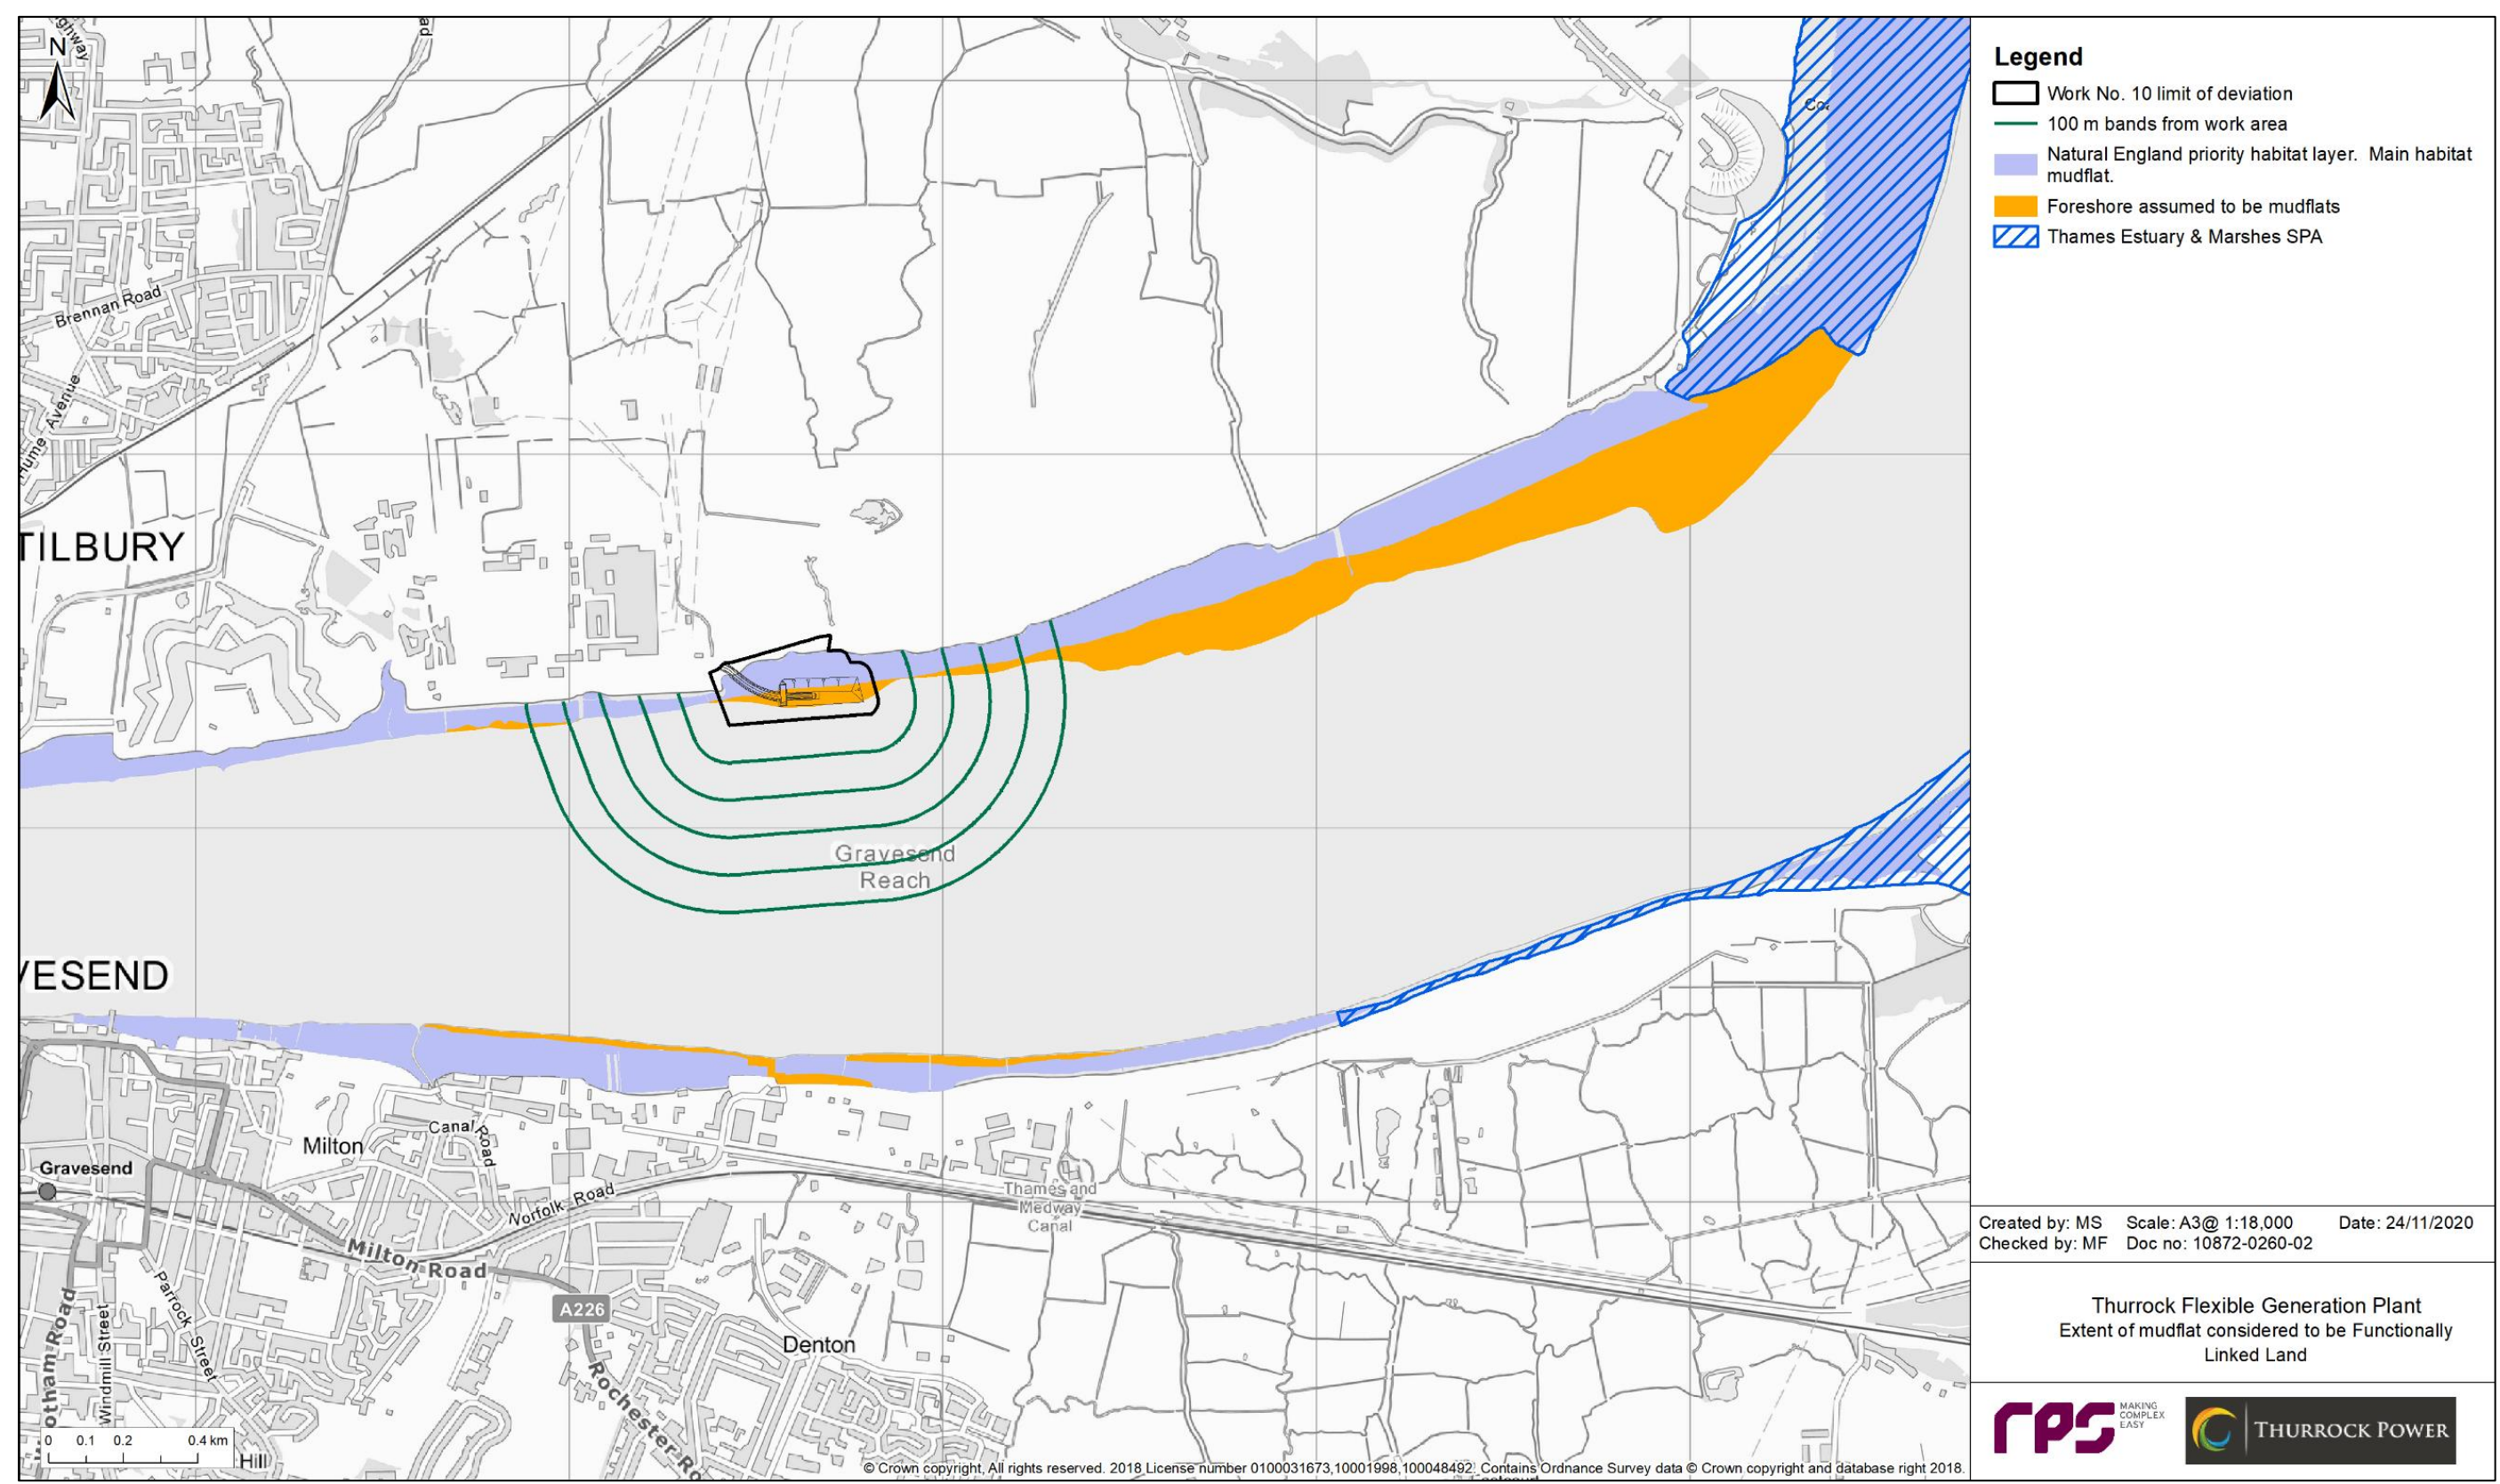 N
Brennan Road
Hume Avenue
TILBURY
Gravesend
Reach
VESEND
Milton
Canal Road
Gravesend
Norfolk Road
Thames and
Medway
Canal
Milton Road
A226
Parrock Street
Windmill Street
Denton
Rochester Ro
Hill
0 0.1 0.2 0.4 km
© Crown copyright, All rights reserved. 2018 License number 0100031673,10001998,100048492. Contains Ordnance Survey data © Crown copyright and database right 2018.
Legend
Work No. 10 limit of deviation
100 m bands from work area
Natural England priority habitat layer. Main habitat
mudflat.
Foreshore assumed to be mudflats
Thames Estuary & Marshes SPA
Created by: MS Scale: A3@ 1:18,000 Date: 24/11/2020
Checked by: MF Doc no: 10872-0260-02
Thurrock Flexible Generation Plant
Extent of mudflat considered to be Functionally
Linked Land
rps MAKING
COMPLEX
EASY
THURROCK POWER